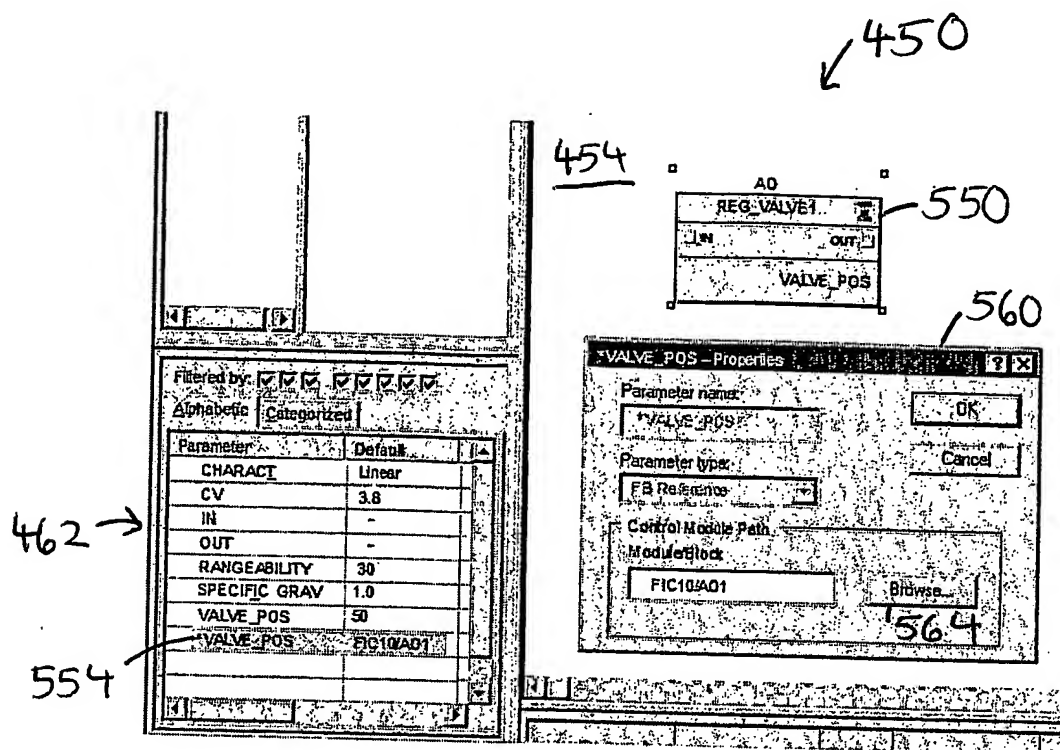 450
454
AO
REG_VALVE1
550
IN OUT
VALVE_POS
560
*VALVE_POS - Properties ? X
Parameter name:
*VALVE_POS
OK
Parameter type:
Cancel
FB Reference
Control Module Path
Module/Block
FIC10/AO1
Browse...
564
Filtered by:
Alphabetic Categorized
Parameter Default
CHARACT Linear
CV 3.8
IN -
OUT -
RANGEABILITY 30
SPECIFIC GRAV 1.0
VALVE_POS 50
*VALVE_POS FIC10/AO1
462
554